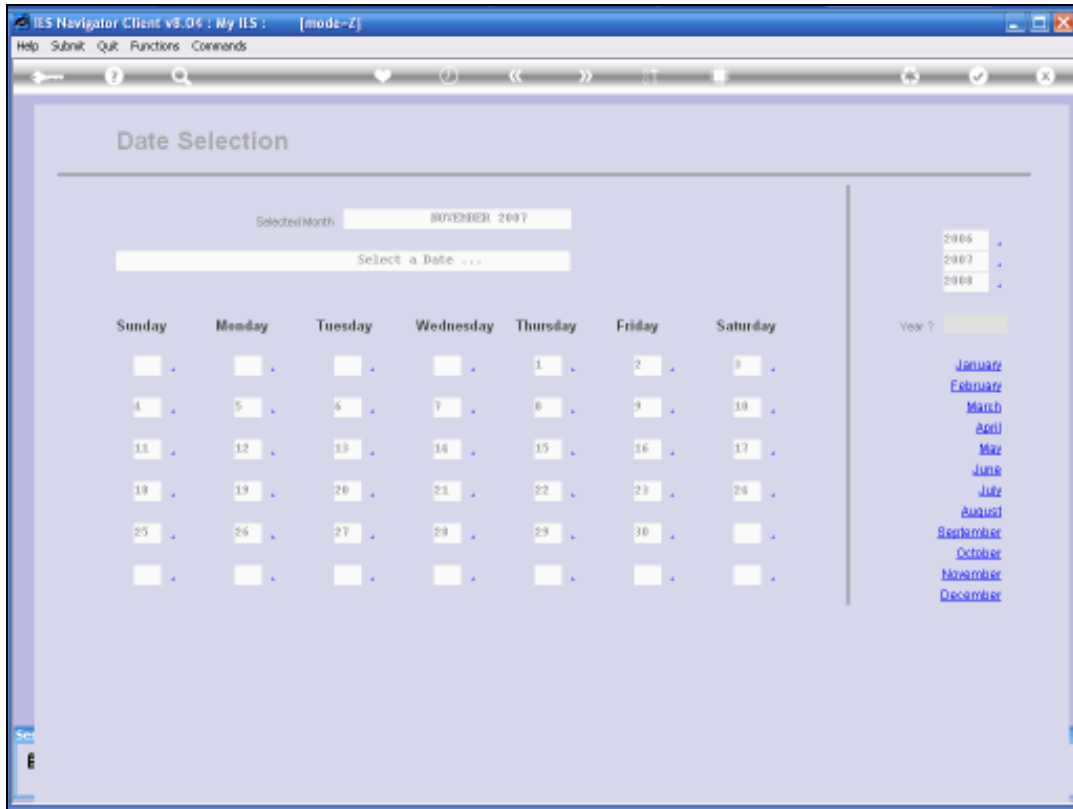 IES Navigator Client v8.04 : My IES : [mode-Z]
Help Submit Quit Functions Commands
Date Selection
Selected Month NOVEMBER 2007
Select a Date ...
2006
2007
2008
Sunday Monday Tuesday Wednesday Thursday Friday Saturday
Year ?
1 2 3
4 5 6 7 8 9 10
11 12 13 14 15 16 17
18 19 20 21 22 23 24
25 26 27 28 29 30
January
February
March
April
May
June
July
August
September
October
November
December